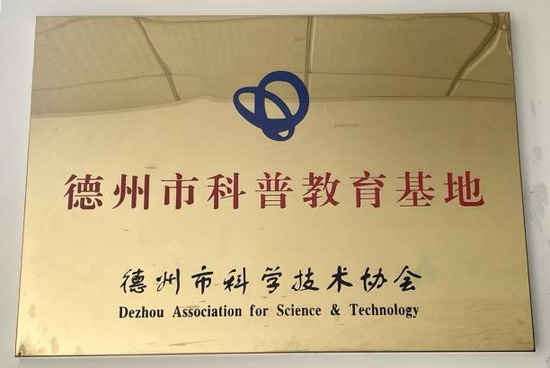 德州市科普教育基地
德州市科学技术协会
Dezhou Association for Science & Technology